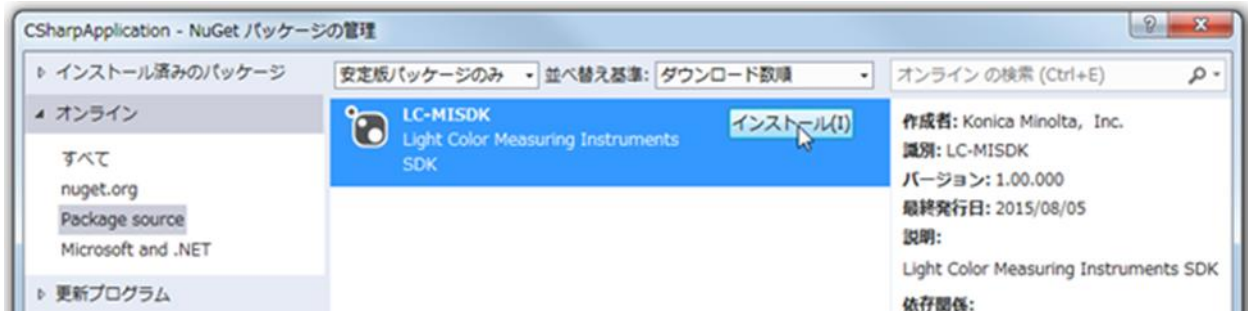 CSharpApplication - NuGet パッケージの管理
インストール済みのパッケージ
オンライン
すべて
nuget.org
Package source
Microsoft and .NET
更新プログラム
安定版パッケージのみ 並べ替え基準: ダウンロード数順
LC-MISDK
Light Color Measuring Instruments
SDK
インストール(I)
オンライン の検索 (Ctrl+E)
作成者: Konica Minolta, Inc.
識別: LC-MISDK
バージョン: 1.00.000
最終発行日: 2015/08/05
説明:
Light Color Measuring Instruments SDK
依存関係: